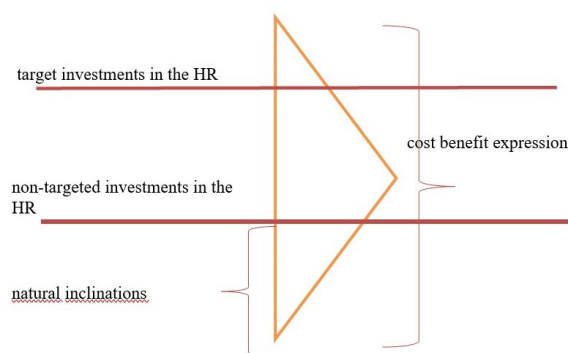 target investments in the HR
cost benefit expression
non-targeted investments in the
HR
natural inclinations